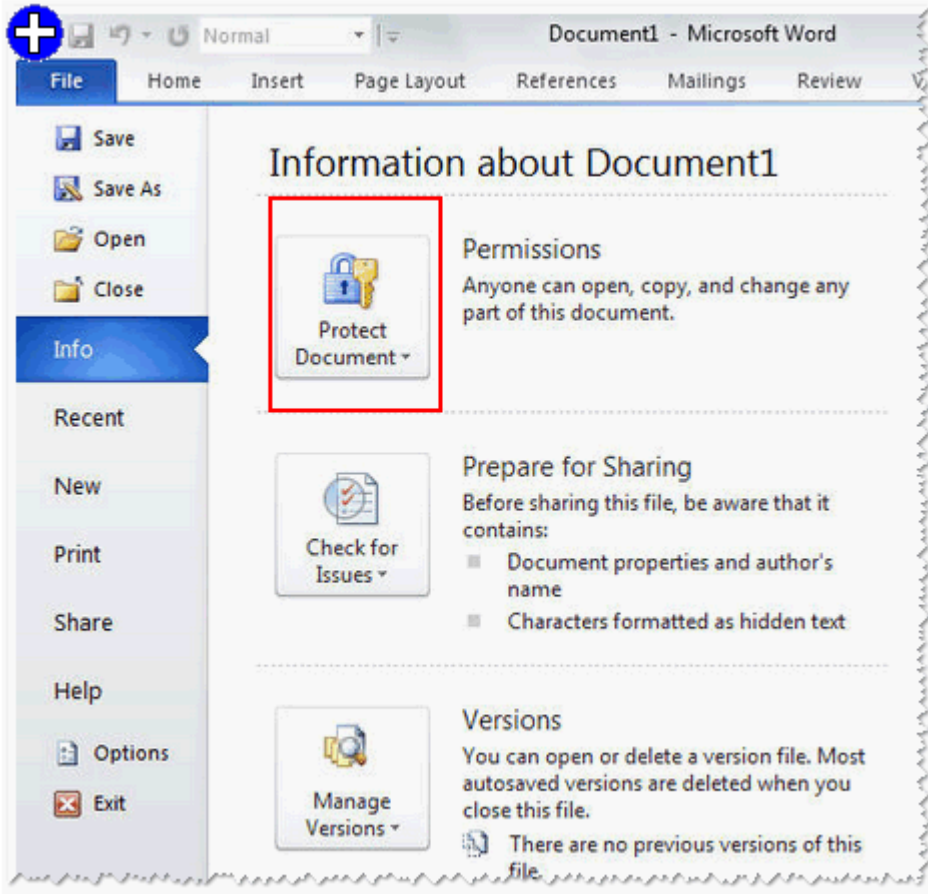 Normal
Document1 - Microsoft Word
File Home Insert Page Layout References Mailings Review
Save
Save As
Open
Close
Info
Recent
New
Print
Share
Help
Options
Exit
Information about Document1
Protect
Document
Permissions
Anyone can open, copy, and change any
part of this document.
Check for
Issues
Prepare for Sharing
Before sharing this file, be aware that it
contains:
Document properties and author's
name
Characters formatted as hidden text
Manage
Versions
Versions
You can open or delete a version file. Most
autosaved versions are deleted when you
close this file.
There are no previous versions of this
file.